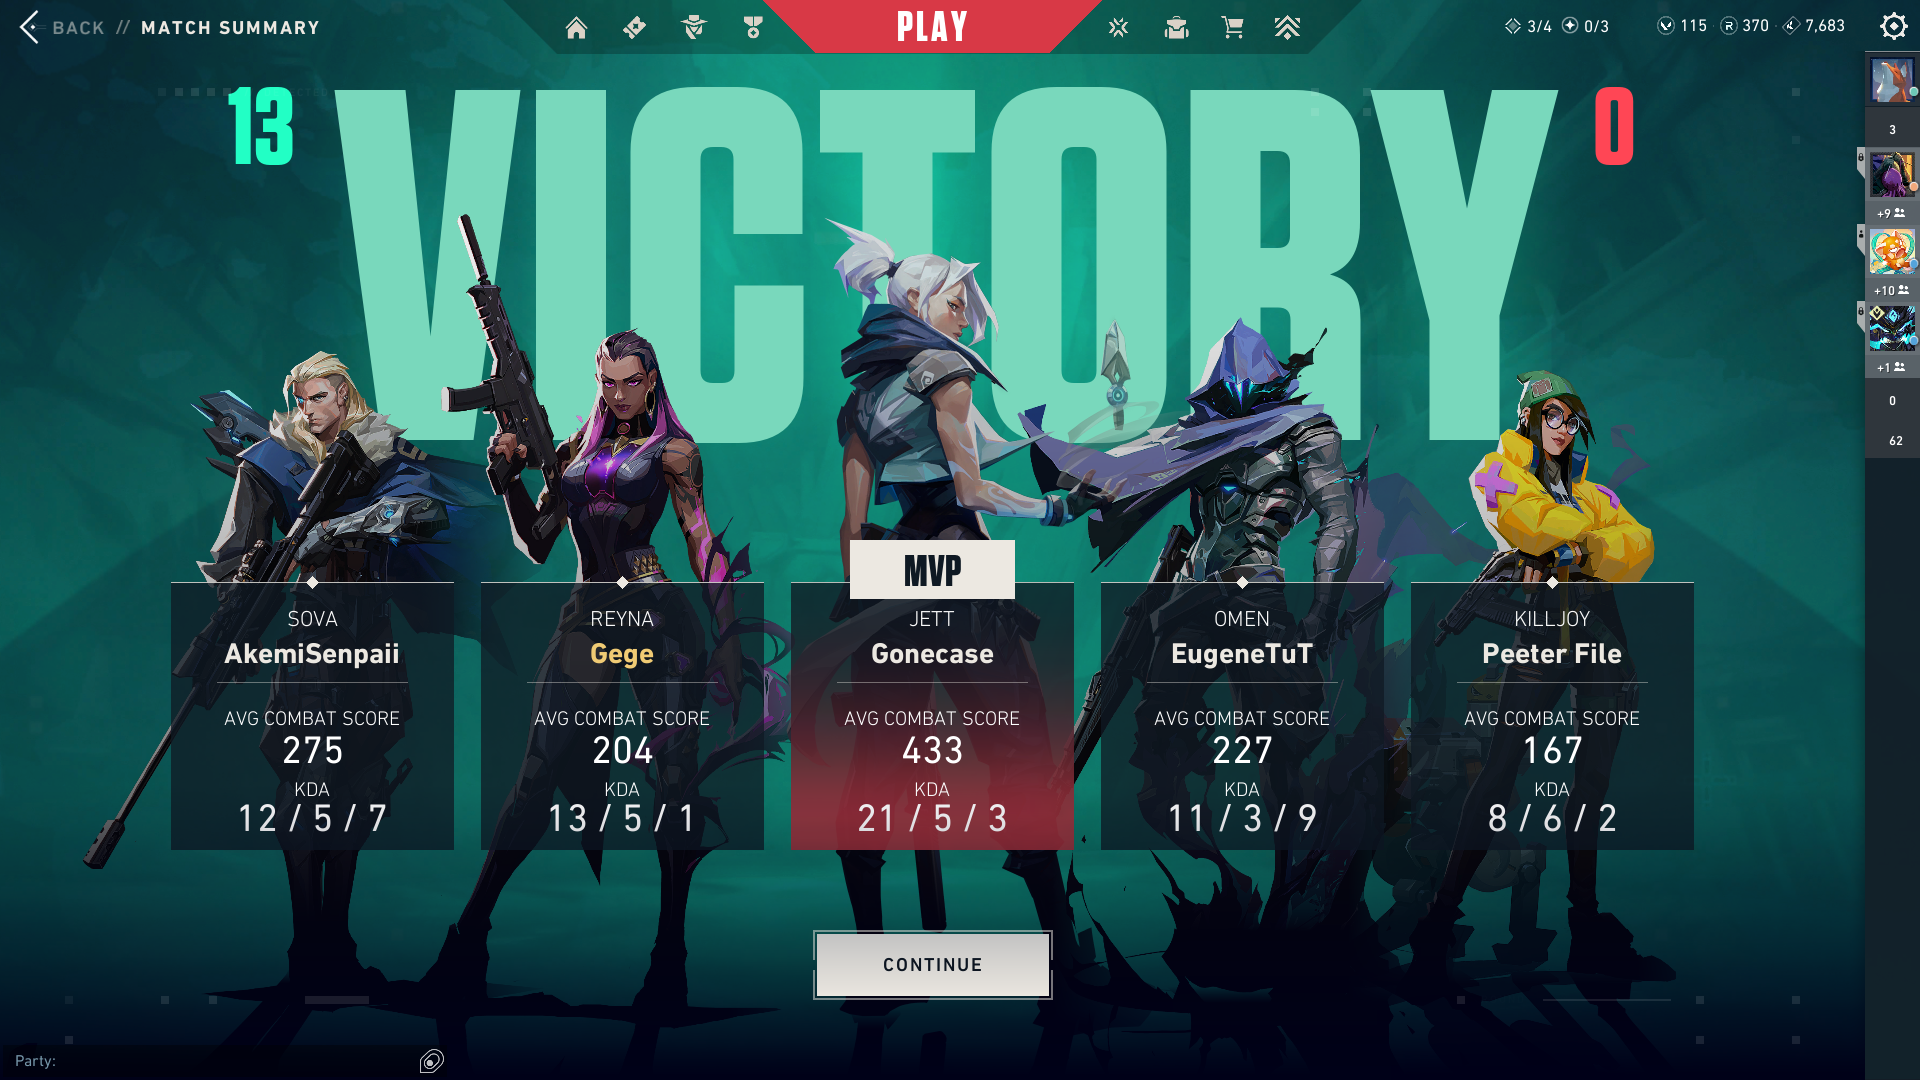 BACK // MATCH SUMMARY
PLAY
3/4 0/3 115 370 7,683
13 VICTORY 0
3
+9
+10
+1
0
62
MVP
SOVA
AkemiSenpaii
AVG COMBAT SCORE
275
KDA
12 / 5 / 7
REYNA
Gege
AVG COMBAT SCORE
204
KDA
13 / 5 / 1
JETT
Gonecase
AVG COMBAT SCORE
433
KDA
21 / 5 / 3
OMEN
EugeneTuT
AVG COMBAT SCORE
227
KDA
11 / 3 / 9
KILLJOY
Peeter File
AVG COMBAT SCORE
167
KDA
8 / 6 / 2
CONTINUE
Party: